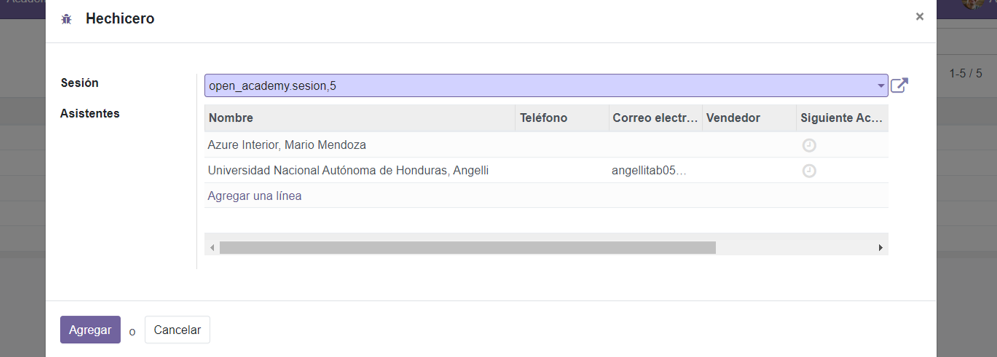 Acade
Hechicero
×
Sesión
open_academy.sesion,5
1-5 / 5
Asistentes
Nombre Teléfono Correo electr... Vendedor Siguiente Ac...
Azure Interior, Mario Mendoza
Universidad Nacional Autónoma de Honduras, Angelli angellitab05...
Agregar una línea
Agregar o Cancelar